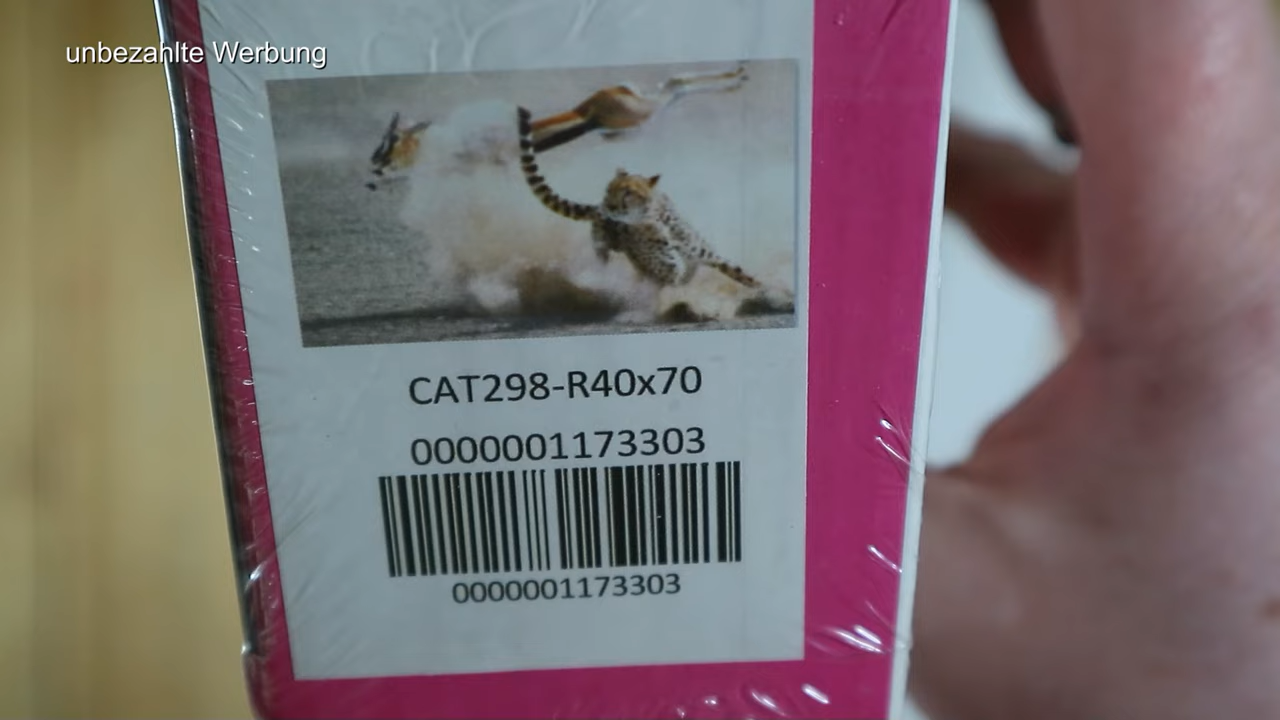 unbezahlte Werbung
CAT298-R40x70
0000001173303
0000001173303